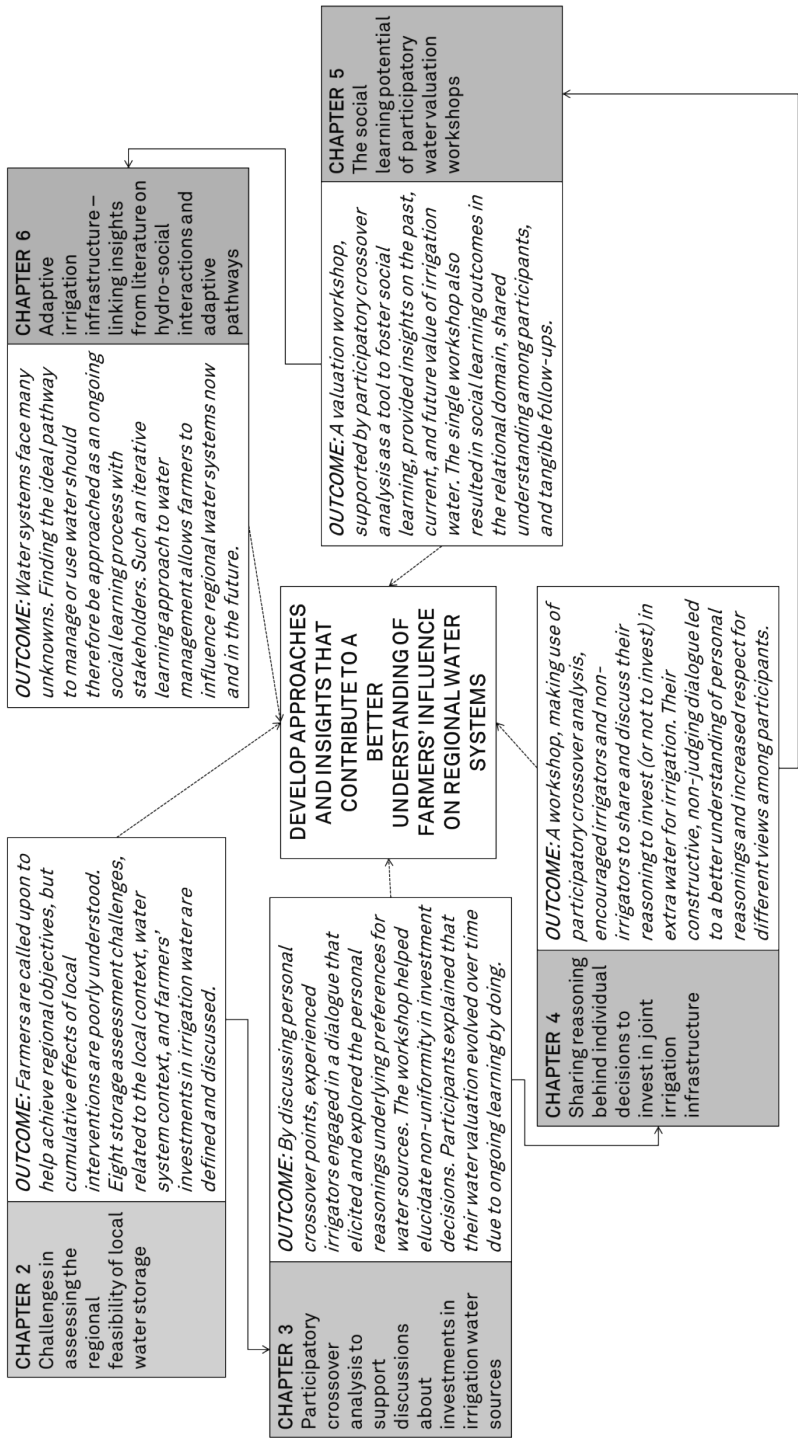 CHAPTER 2
Challenges in
assessing the
regional
feasibility of local
water storage
OUTCOME: Farmers are called upon to
help achieve regional objectives, but
cumulative effects of local
interventions are poorly understood.
Eight storage assessment challenges,
related to the local context, water
system context, and farmers'
investments in irrigation water are
defined and discussed.
CHAPTER 3
Participatory
crossover
analysis to
support
discussions
about
investments in
irrigation water
sources
OUTCOME: By discussing personal
crossover points, experienced
irrigators engaged in a dialogue that
elicited and explored the personal
reasonings underlying preferences for
water sources. The workshop helped
elucidate non-uniformity in investment
decisions. Participants explained that
their water valuation evolved over time
due to ongoing learning by doing.
CHAPTER 4
Sharing reasoning
behind individual
decisions to
invest in joint
irrigation
infrastructure
OUTCOME: A workshop, making use of
participatory crossover analysis,
encouraged irrigators and non-
irrigators to share and discuss their
reasoning to invest (or not to invest) in
extra water for irrigation. Their
constructive, non-judging dialogue led
to a better understanding of personal
reasonings and increased respect for
different views among participants.
DEVELOP APPROACHES
AND INSIGHTS THAT
CONTRIBUTE TO A
BETTER
UNDERSTANDING OF
FARMERS' INFLUENCE
ON REGIONAL WATER
SYSTEMS
OUTCOME: A valuation workshop,
supported by participatory crossover
analysis as a tool to foster social
learning, provided insights on the past,
current, and future value of irrigation
water. The single workshop also
resulted in social learning outcomes in
the relational domain, shared
understanding among participants,
and tangible follow-ups.
CHAPTER 5
The social
learning potential
of participatory
water valuation
workshops
OUTCOME: Water systems face many
unknowns. Finding the ideal pathway
to manage or use water should
therefore be approached as an ongoing
social learning process with
stakeholders. Such an iterative
learning approach to water
management allows farmers to
influence regional water systems now
and in the future.
CHAPTER 6
Adaptive
irrigation
infrastructure –
linking insights
from literature on
hydro-social
interactions and
adaptive
pathways